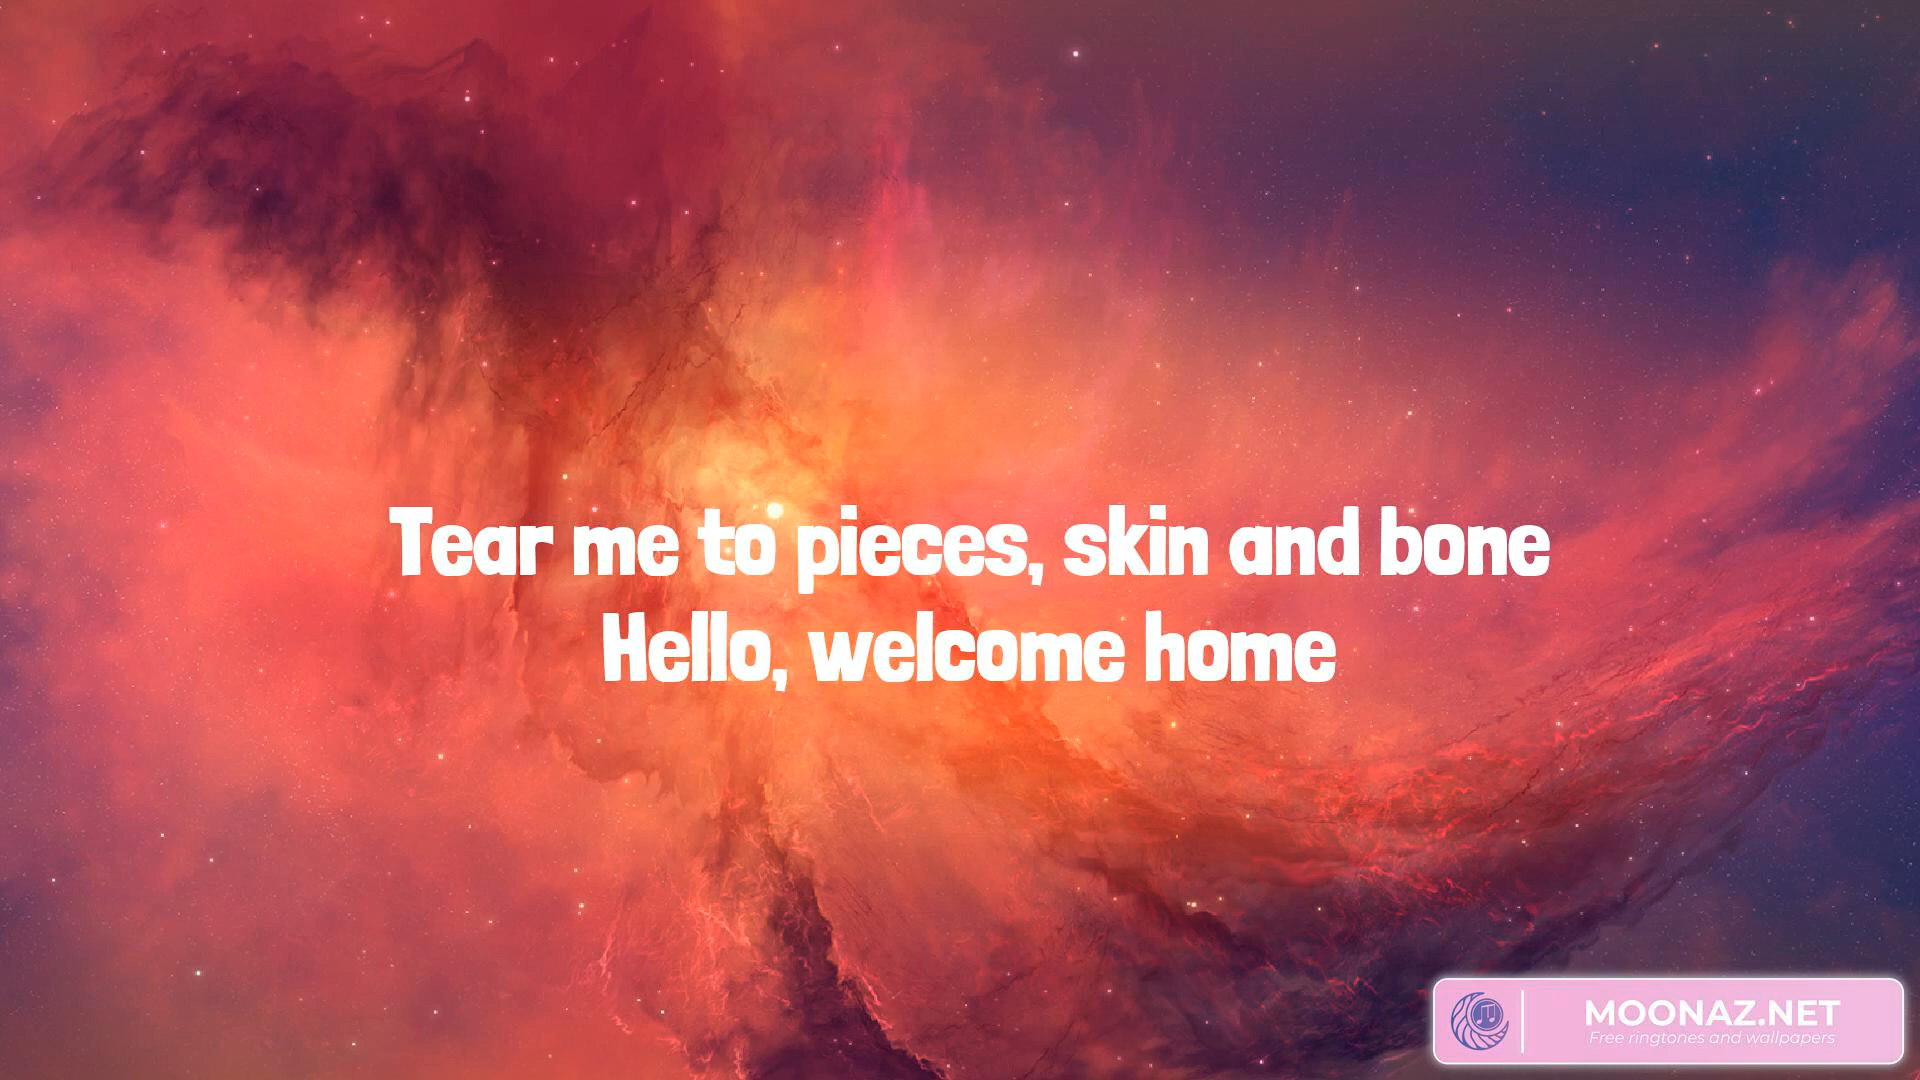 Tear me to pieces, skin and bone
Hello, welcome home
MOONAZ.NET
Free ringtones and wallpapers